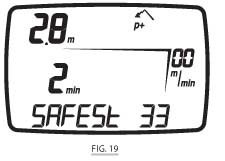 2.8 m
p+
00 m/min
2 min
SAFESt 33
FIG. 19